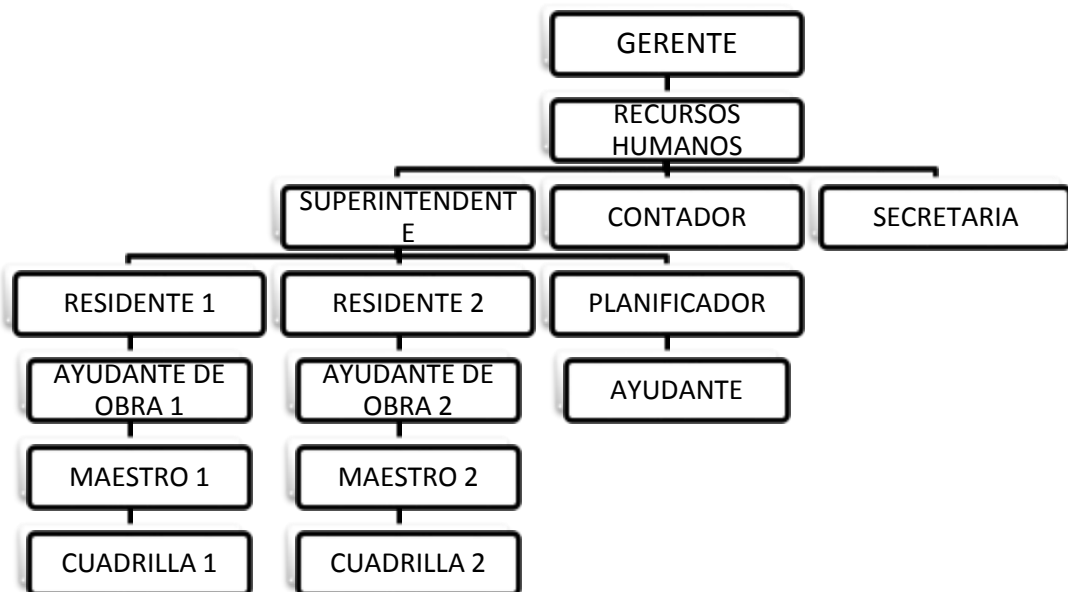 GERENTE
RECURSOS
HUMANOS
SUPERINTENDENT
E
CONTADOR
SECRETARIA
RESIDENTE 1
RESIDENTE 2
PLANIFICADOR
AYUDANTE DE
OBRA 1
AYUDANTE DE
OBRA 2
AYUDANTE
MAESTRO 1
MAESTRO 2
CUADRILLA 1
CUADRILLA 2